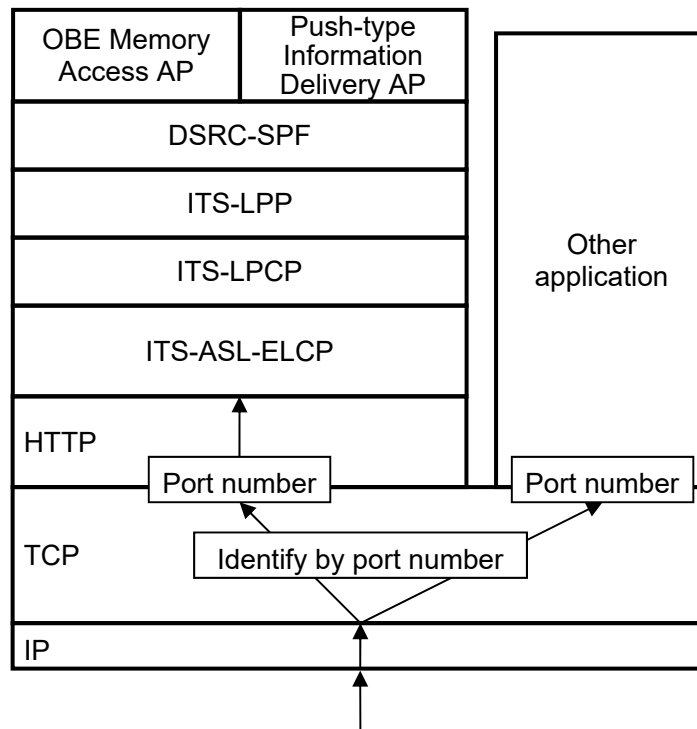 OBE Memory
Access AP
Push-type
Information
Delivery AP
DSRC-SPF
ITS-LPP
ITS-LPCP
Other
application
ITS-ASL-ELCP
HTTP
Port number
Port number
TCP
Identify by port number
IP